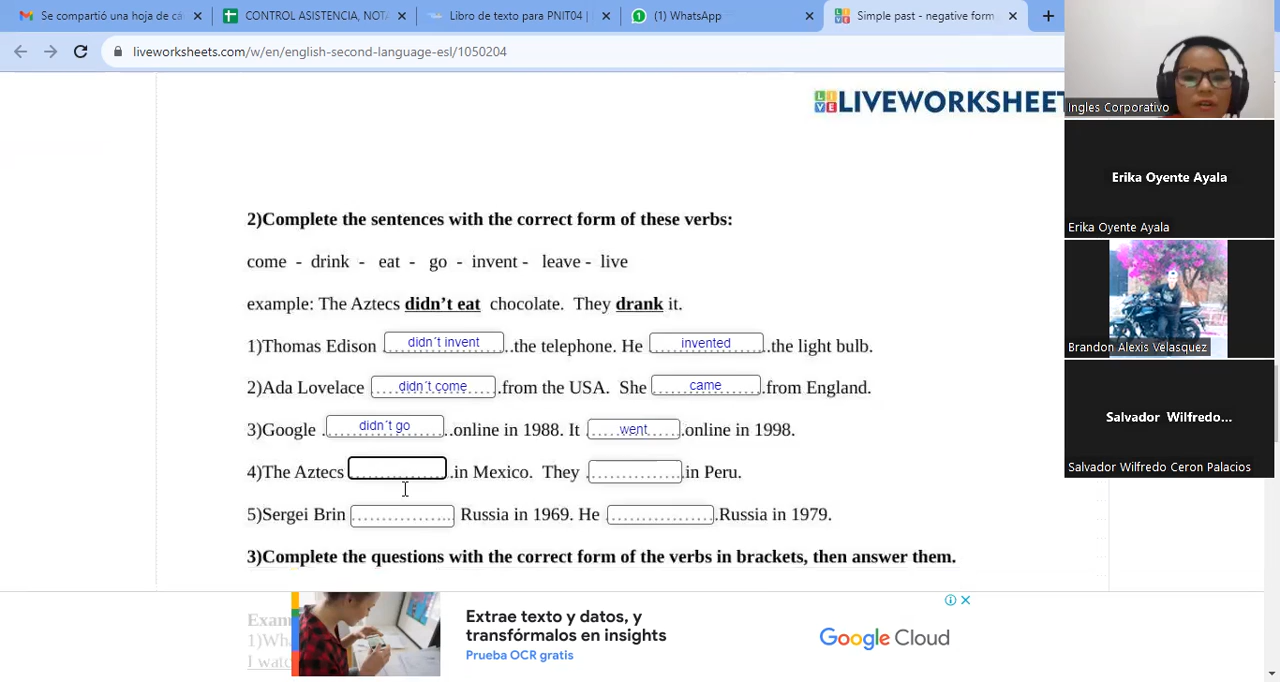 Se compartió una hoja de cá
CONTROL ASISTENCIA, NOTA
Libro de texto para PNIT04 |
(1) WhatsApp
Simple past - negative form
liveworksheets.com/w/en/english-second-language-esl/1050204
LIVEWORKSHEET
2)Complete the sentences with the correct form of these verbs:
come - drink - eat - go - invent - leave - live
example: The Aztecs didn't eat chocolate. They drank it.
1)Thomas Edison didn´t invent the telephone. He invented the light bulb.
2)Ada Lovelace didn´t come from the USA. She came from England.
3)Google didn´t go online in 1988. It went online in 1998.
4)The Aztecs ................in Mexico. They ................in Peru.
5)Sergei Brin ................ Russia in 1969. He ................Russia in 1979.
3)Complete the questions with the correct form of the verbs in brackets, then answer them.
Exam
1)Wha
I watc
Extrae texto y datos, y
transfórmalos en insights
Prueba OCR gratis
Google Cloud
Ingles Corporativo
Erika Oyente Ayala
Erika Oyente Ayala
Brandon Alexis Velasquez
Salvador Wilfredo...
Salvador Wilfredo Ceron Palacios